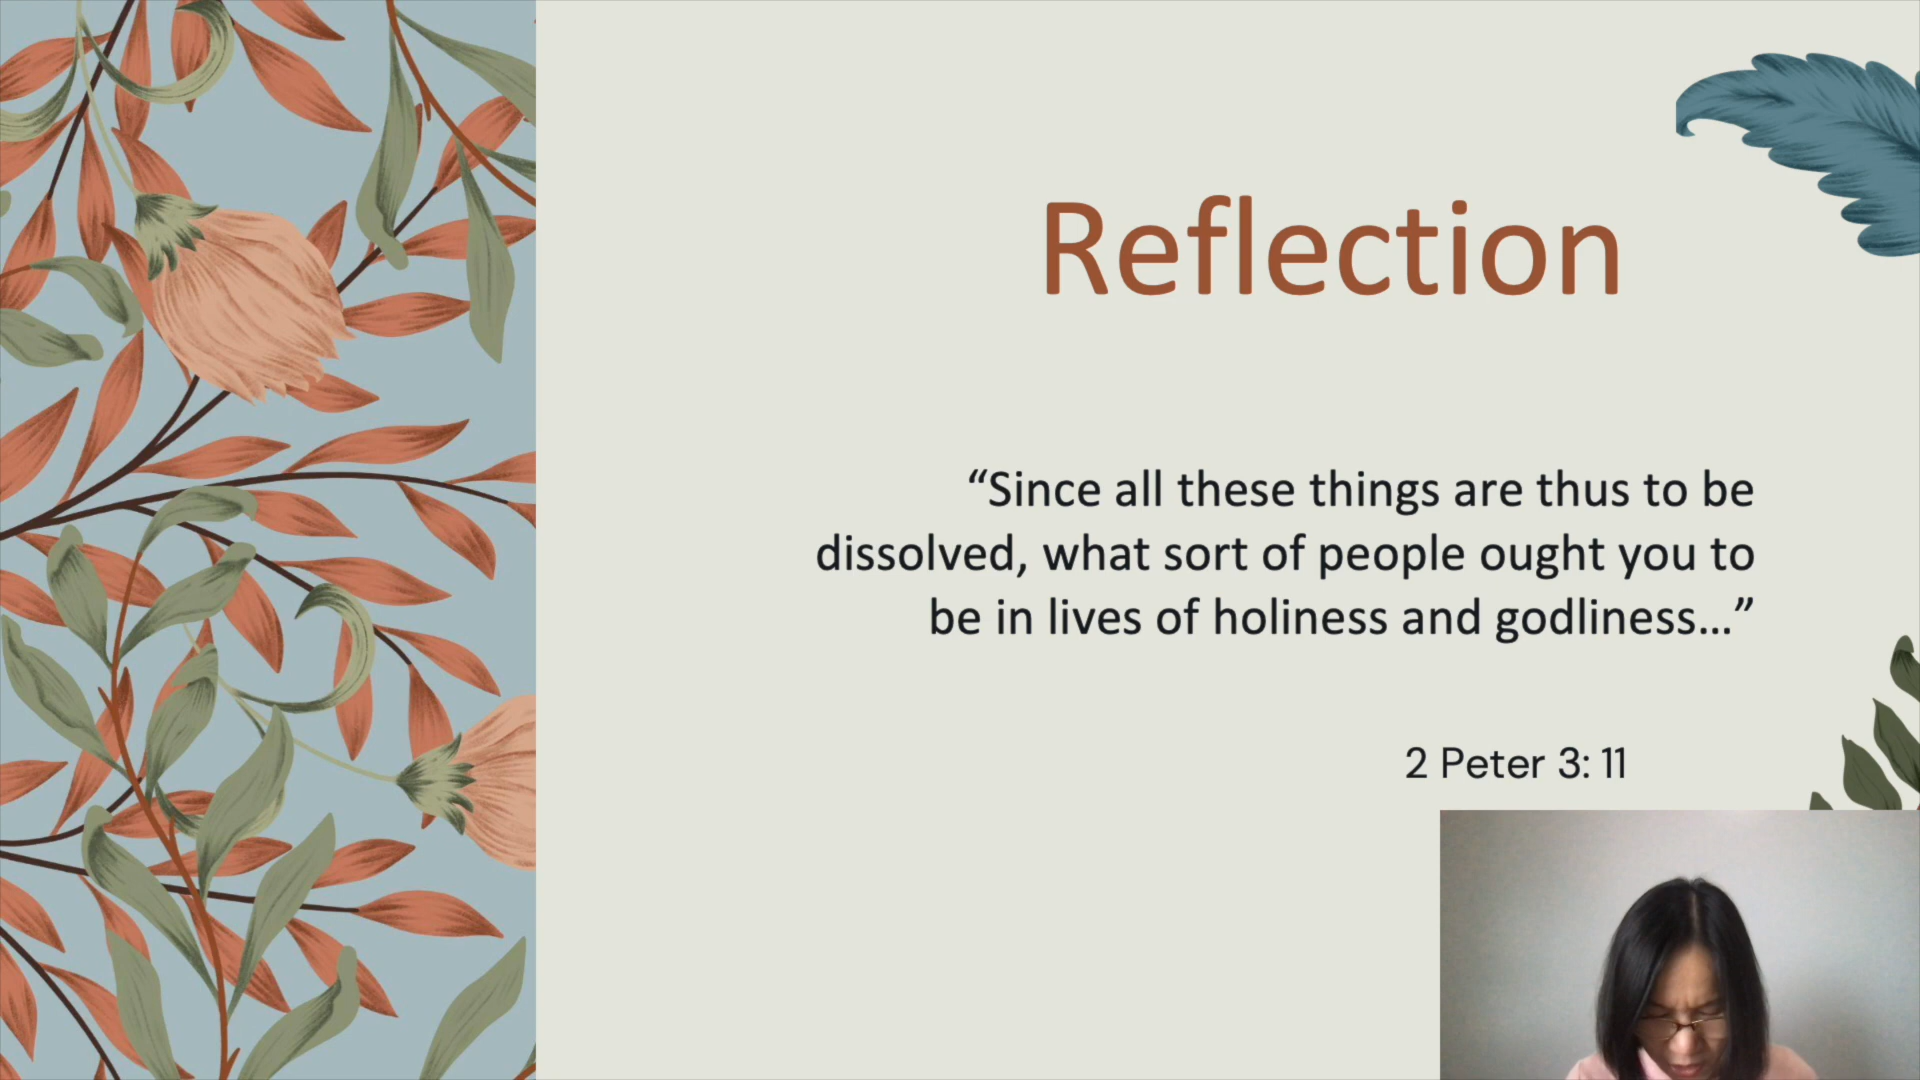 Reflection
“Since all these things are thus to be
dissolved, what sort of people ought you to
be in lives of holiness and godliness...”
2 Peter 3: 11